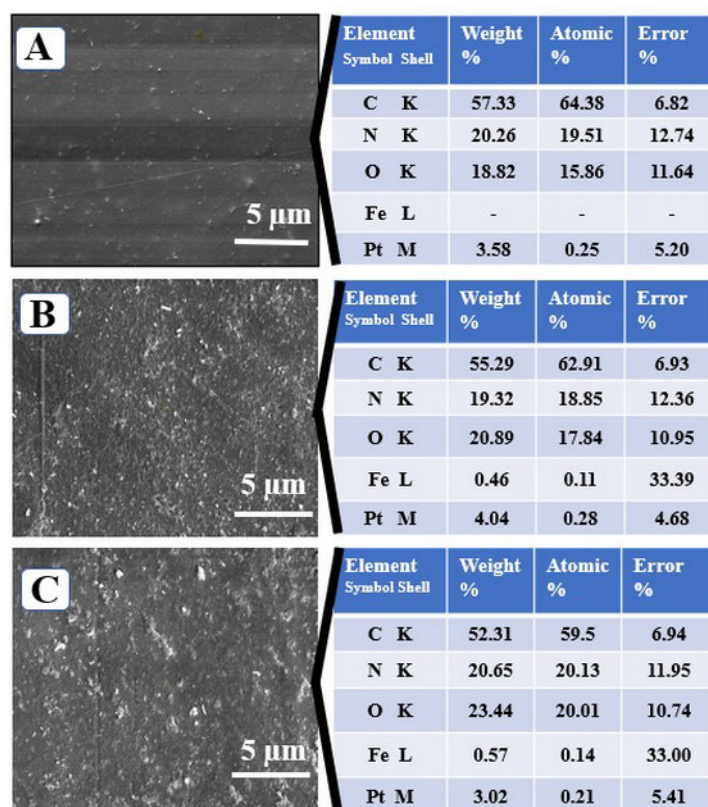 A
5 µm
Element Weight Atomic Error
Symbol Shell % % %
C K 57.33 64.38 6.82
N K 20.26 19.51 12.74
O K 18.82 15.86 11.64
Fe L - - -
Pt M 3.58 0.25 5.20
B
5 µm
Element Weight Atomic Error
Symbol Shell % % %
C K 55.29 62.91 6.93
N K 19.32 18.85 12.36
O K 20.89 17.84 10.95
Fe L 0.46 0.11 33.39
Pt M 4.04 0.28 4.68
C
5 µm
Element Weight Atomic Error
Symbol Shell % % %
C K 52.31 59.5 6.94
N K 20.65 20.13 11.95
O K 23.44 20.01 10.74
Fe L 0.57 0.14 33.00
Pt M 3.02 0.21 5.41